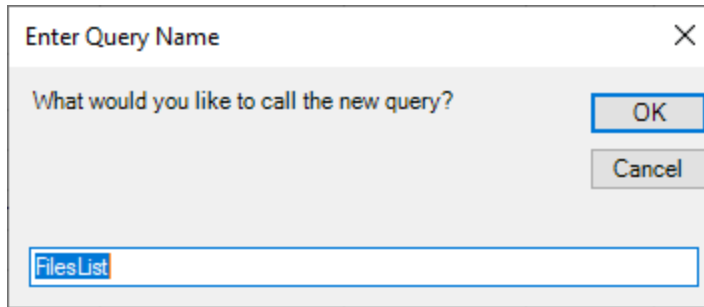 Enter Query Name
What would you like to call the new query?
OK
Cancel
FilesList